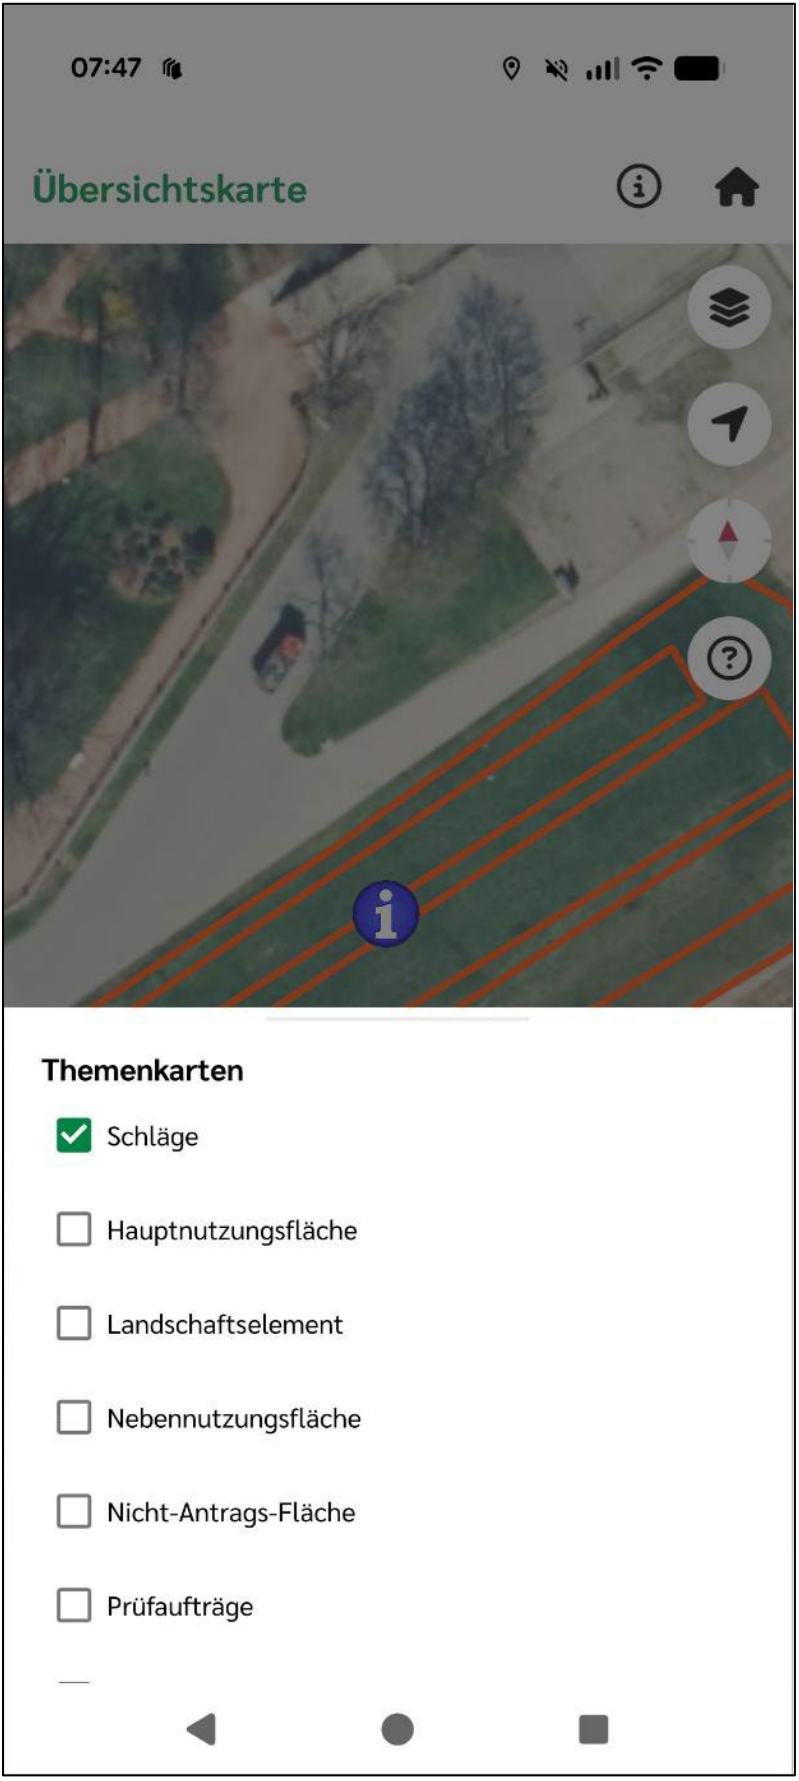 07:47
Übersichtskarte
Themenkarten
Schläge
Hauptnutzungsfläche
Landschaftselement
Nebennutzungsfläche
Nicht-Antrags-Fläche
Prüfaufträge